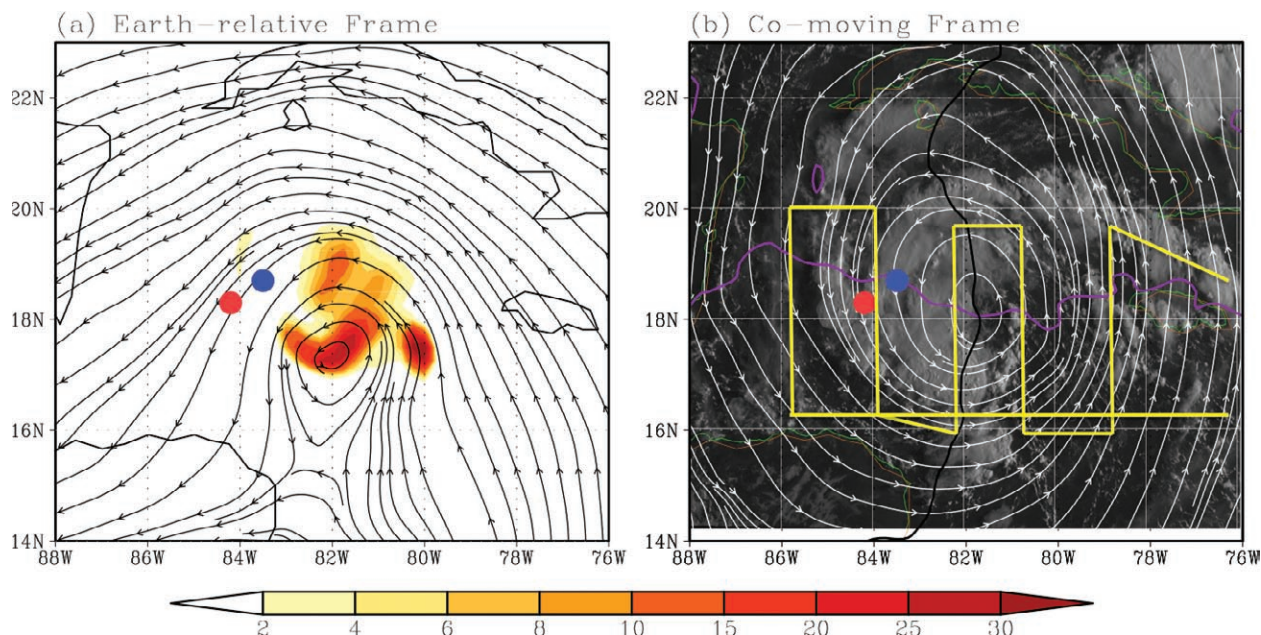 (a) Earth-relative Frame
(b) Co-moving Frame
22N
20N
18N
16N
14N
88W 86W 84W 82W 80W 78W 76W
22N
20N
18N
16N
14N
88W 86W 84W 82W 80W 78W 76W
2 4 6 8 10 15 20 25 30